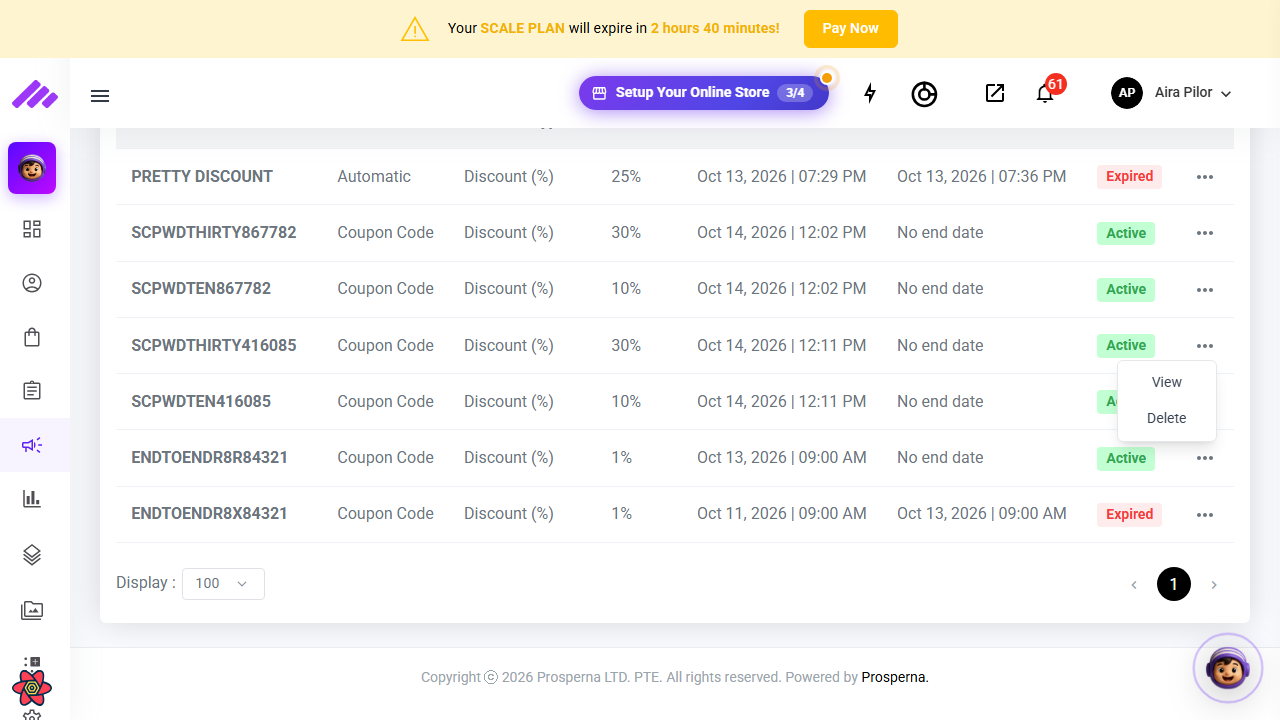 Your SCALE PLAN will expire in 2 hours 40 minutes!
Pay Now
Setup Your Online Store 3/4
61
AP
Aira Pilor
PRETTY DISCOUNT Automatic Discount (%) 25% Oct 13, 2026 | 07:29 PM Oct 13, 2026 | 07:36 PM Expired
SCPWDTHIRTY867782 Coupon Code Discount (%) 30% Oct 14, 2026 | 12:02 PM No end date Active
SCPWDTEN867782 Coupon Code Discount (%) 10% Oct 14, 2026 | 12:02 PM No end date Active
SCPWDTHIRTY416085 Coupon Code Discount (%) 30% Oct 14, 2026 | 12:11 PM No end date Active
View
Delete
SCPWDTEN416085 Coupon Code Discount (%) 10% Oct 14, 2026 | 12:11 PM No end date
ENDTOENDR8R84321 Coupon Code Discount (%) 1% Oct 13, 2026 | 09:00 AM No end date Active
ENDTOENDR8X84321 Coupon Code Discount (%) 1% Oct 11, 2026 | 09:00 AM Oct 13, 2026 | 09:00 AM Expired
Display : 100
‹ 1 ›
Copyright ⓒ 2026 Prosperna LTD. PTE. All rights reserved. Powered by Prosperna.